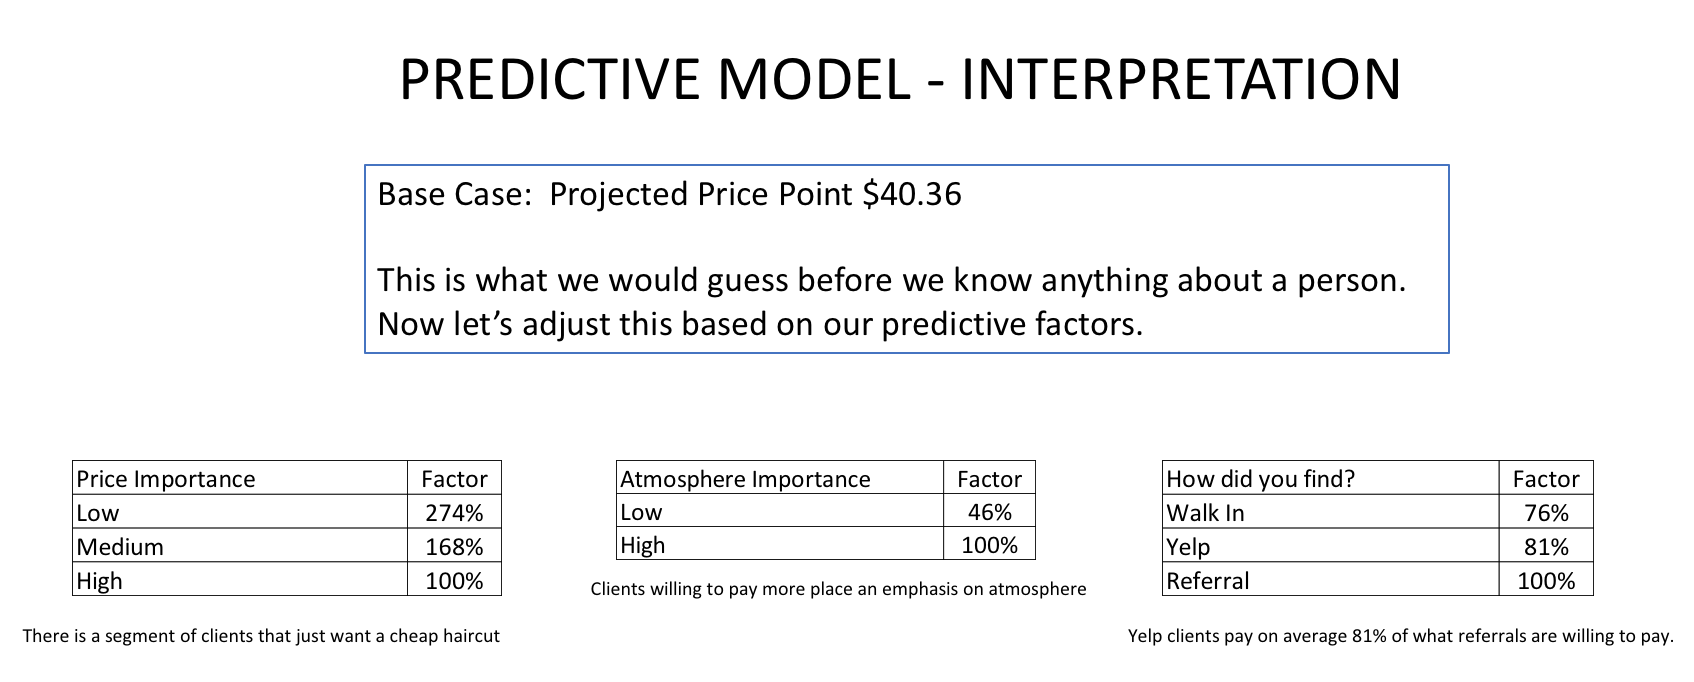 PREDICTIVE MODEL - INTERPRETATION
Base Case:  Projected Price Point $40.36
This is what we would guess before we know anything about a person.
Now let’s adjust this based on our predictive factors.
Price Importance Factor
Low 274%
Medium 168%
High 100%
There is a segment of clients that just want a cheap haircut
Atmosphere Importance Factor
Low 46%
High 100%
Clients willing to pay more place an emphasis on atmosphere
How did you find? Factor
Walk In 76%
Yelp 81%
Referral 100%
Yelp clients pay on average 81% of what referrals are willing to pay.